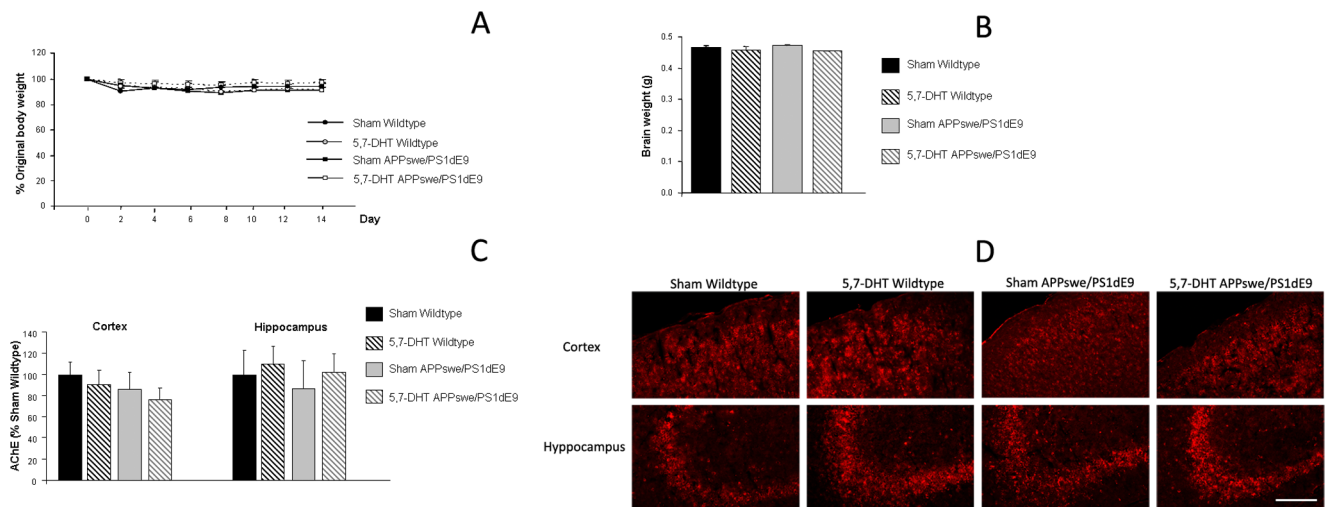 A
% Original body weight
120
100
80
60
40
20
0
0 2 4 6 8 10 12 14 Day
Sham Wildtype
5,7-DHT Wildtype
Sham APPswe/PS1dE9
5,7-DHT APPswe/PS1dE9
B
Brain weight (g)
0.5
0.4
0.3
0.2
0.1
0.0
Sham Wildtype
5,7-DHT Wildtype
Sham APPswe/PS1dE9
5,7-DHT APPswe/PS1dE9
C
AChE (% Sham Wildtype)
140
120
100
80
60
40
20
0
Cortex Hippocampus
Sham Wildtype
5,7-DHT Wildtype
Sham APPswe/PS1dE9
5,7-DHT APPswe/PS1dE9
D
Sham Wildtype 5,7-DHT Wildtype Sham APPswe/PS1dE9 5,7-DHT APPswe/PS1dE9
Cortex
Hyppocampus